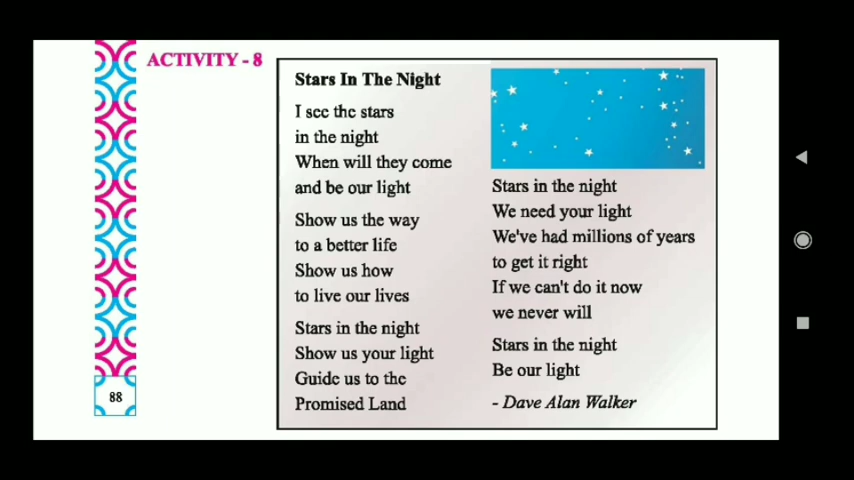 ACTIVITY - 8
Stars In The Night
I see the stars
in the night
When will they come
and be our light
Show us the way
to a better life
Show us how
to live our lives
Stars in the night
Show us your light
Guide us to the
Promised Land
Stars in the night
We need your light
We've had millions of years
to get it right
If we can't do it now
we never will
Stars in the night
Be our light
- Dave Alan Walker
88